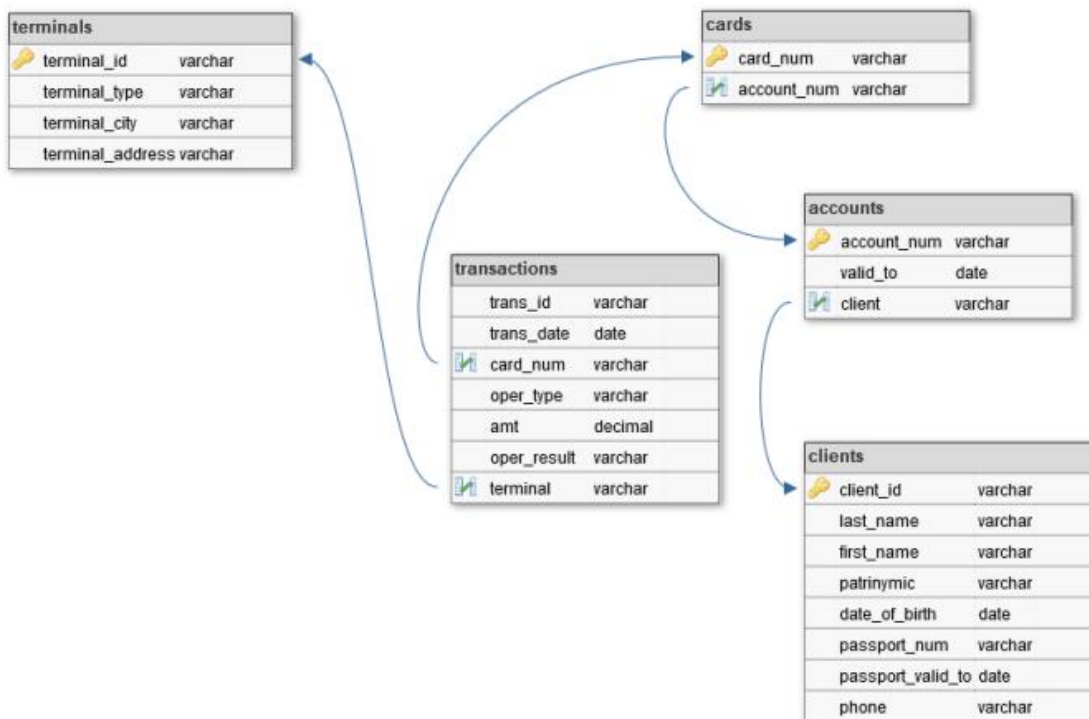 terminals
terminal_id varchar
terminal_type varchar
terminal_city varchar
terminal_address varchar
cards
card_num varchar
account_num varchar
accounts
account_num varchar
valid_to date
client varchar
transactions
trans_id varchar
trans_date date
card_num varchar
oper_type varchar
amt decimal
oper_result varchar
terminal varchar
clients
client_id varchar
last_name varchar
first_name varchar
patrinymic varchar
date_of_birth date
passport_num varchar
passport_valid_to date
phone varchar